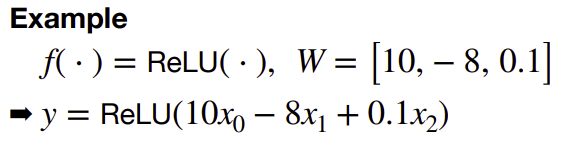 Example
f( · ) = ReLU( · ), W = [10, − 8, 0.1]
➡ y = ReLU(10x₀ − 8x₁ + 0.1x₂)